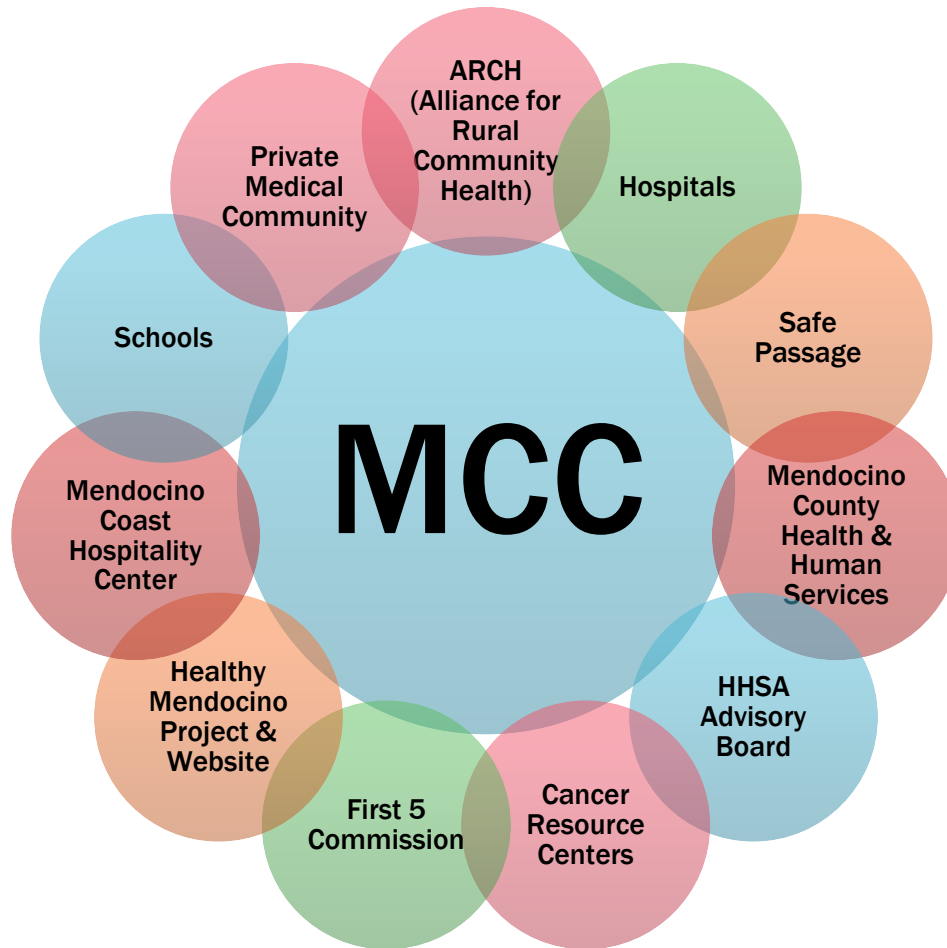 ARCH
(Alliance for
Rural
Community
Health)
Hospitals
Safe
Passage
Mendocino
County
Health &
Human
Services
HHSA
Advisory
Board
Cancer
Resource
Centers
First 5
Commission
Healthy
Mendocino
Project &
Website
Mendocino
Coast
Hospitality
Center
Schools
Private
Medical
Community
MCC